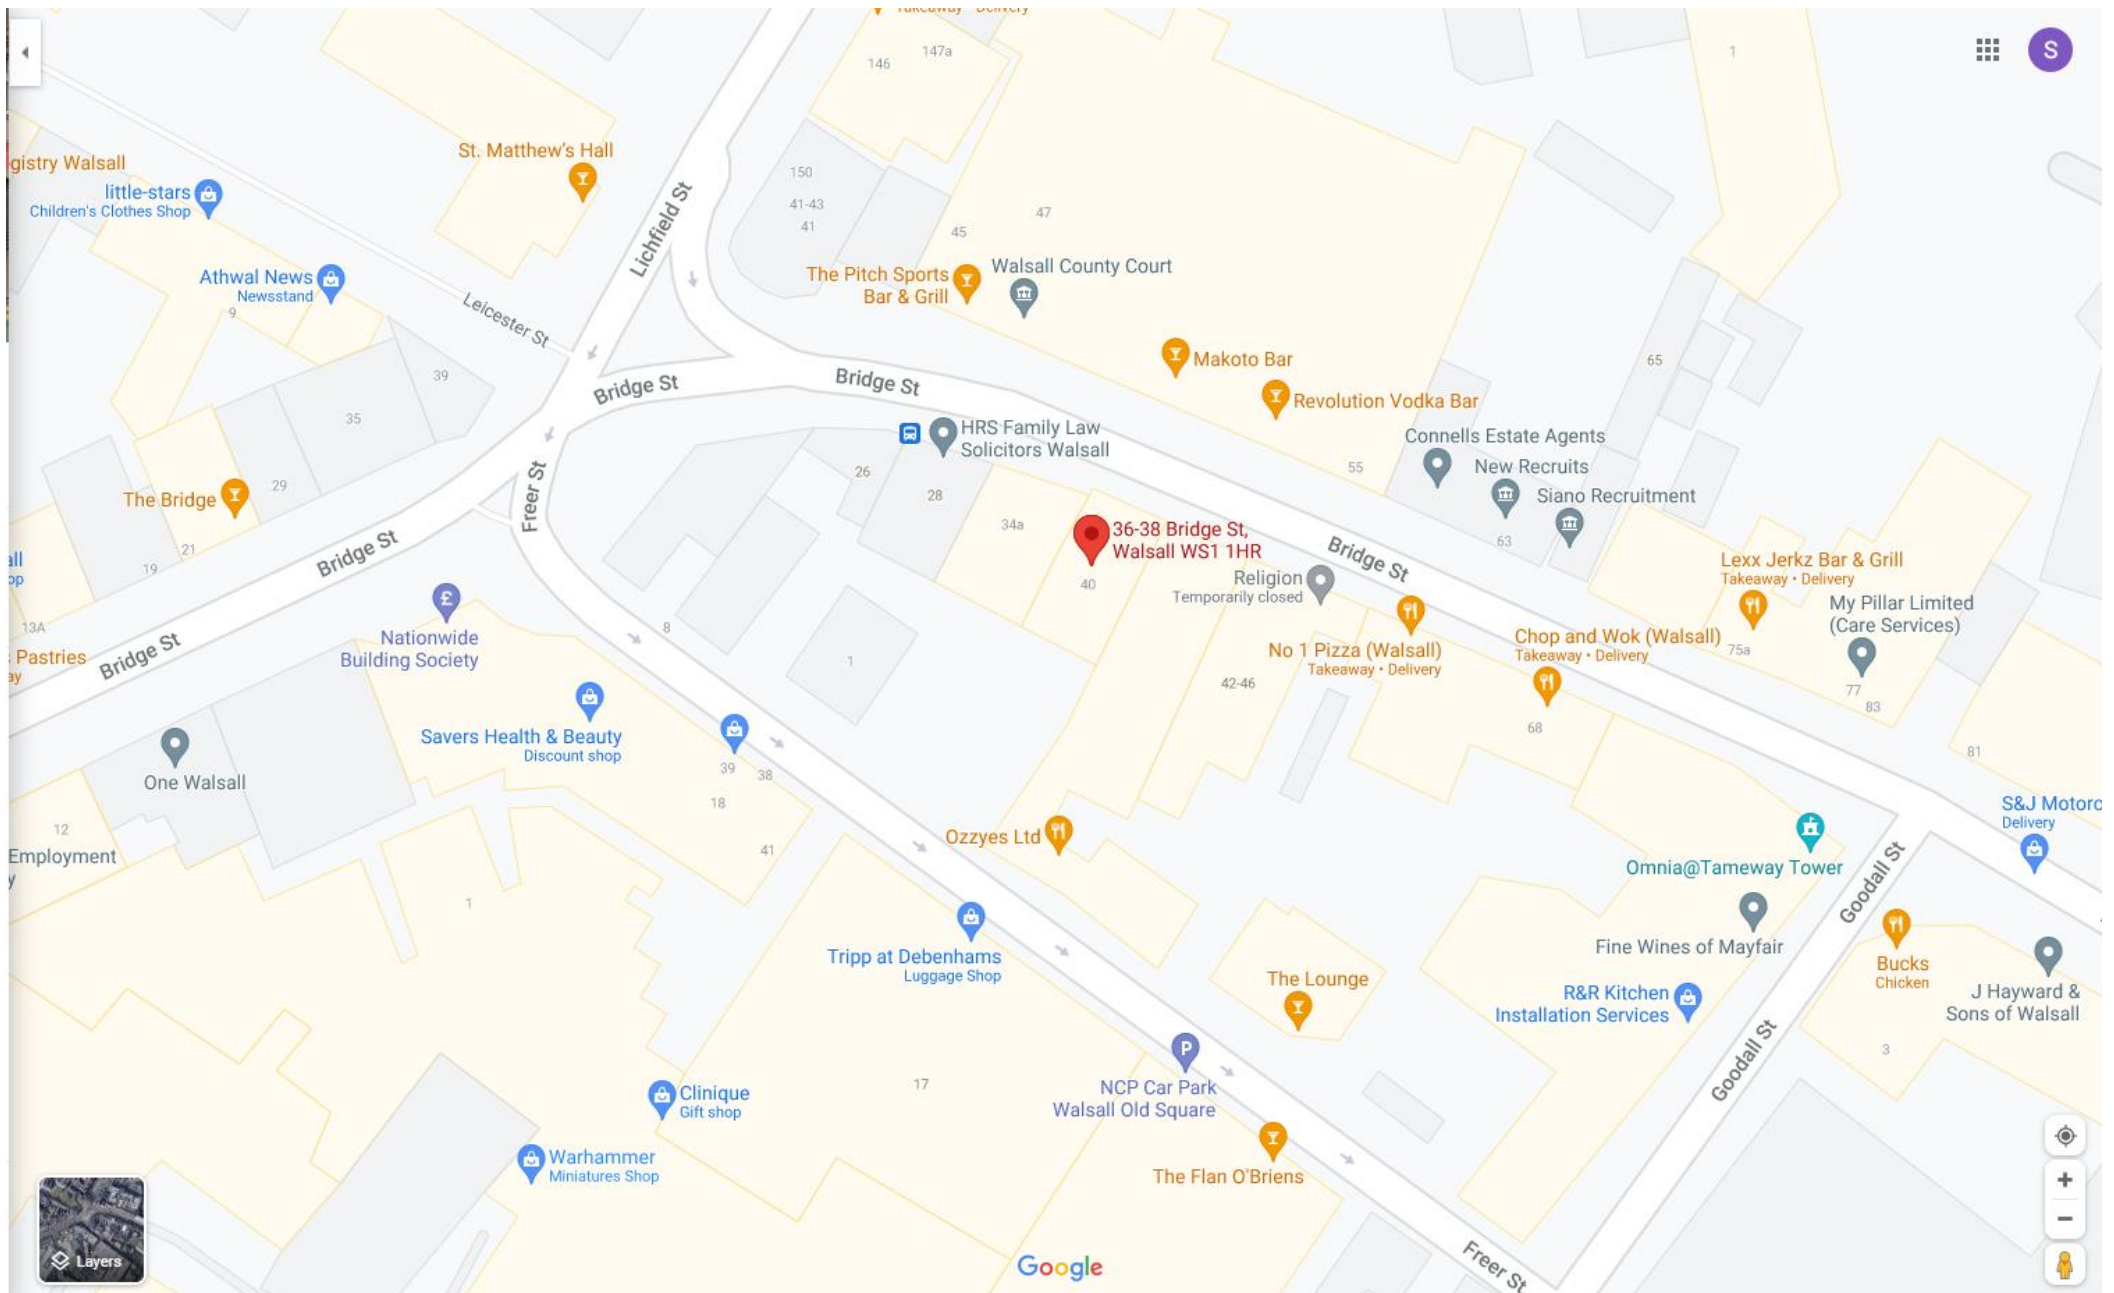 Takeaway • Delivery
147a
146
1
S
St. Matthew's Hall
gistry Walsall
little-stars
Children's Clothes Shop
150
41-43
41
Lichfield St
47
45
Athwal News
Newsstand
9
Leicester St
The Pitch Sports
Bar & Grill
Walsall County Court
39
35
Bridge St
Bridge St
Makoto Bar
65
Revolution Vodka Bar
HRS Family Law
Solicitors Walsall
Connells Estate Agents
New Recruits
Siano Recruitment
55
26
28
29
The Bridge
Freer St
34a
36-38 Bridge St,
Walsall WS1 1HR
40
63
Bridge St
21
19
Bridge St
all
op
Religion
Temporarily closed
Lexx Jerkz Bar & Grill
Takeaway • Delivery
My Pillar Limited
(Care Services)
13A
Nationwide
Building Society
8
1
No 1 Pizza (Walsall)
Takeaway • Delivery
Chop and Wok (Walsall)
Takeaway • Delivery
75a
Pastries
ay
Bridge St
42-46
77
83
68
81
Savers Health & Beauty
Discount shop
39
38
18
One Walsall
12
Employment
y
41
Ozzyes Ltd
S&J Motorc
Delivery
Omnia@Tameway Tower
Goodall St
1
Tripp at Debenhams
Luggage Shop
Fine Wines of Mayfair
The Lounge
Bucks
Chicken
R&R Kitchen
Installation Services
J Hayward &
Sons of Walsall
3
Goodall St
Clinique
Gift shop
17
P
NCP Car Park
Walsall Old Square
Warhammer
Miniatures Shop
The Flan O'Briens
Layers
Google
Freer St